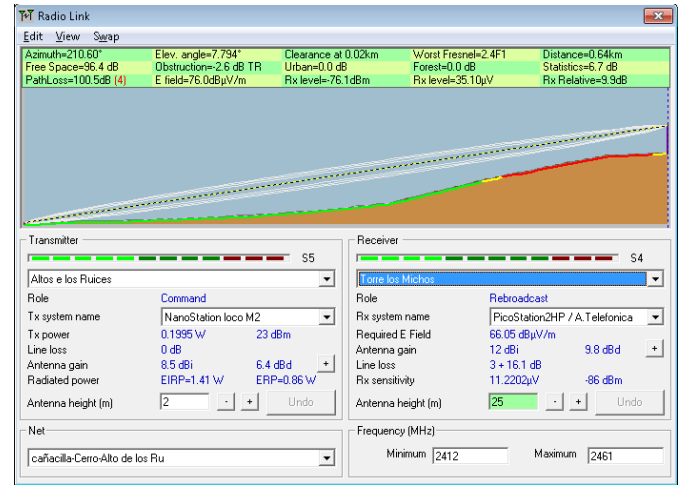 Radio Link
Edit View Swap
Azimuth=210.60° Elev. angle=7.794° Clearance at 0.02km Worst Fresnel=2.4F1 Distance=0.64km
Free Space=96.4 dB Obstruction=-2.6 dB TR Urban=0.0 dB Forest=0.0 dB Statistics=6.7 dB
PathLoss=100.5dB (4) E field=76.0dBµV/m Rx level=-76.1dBm Rx level=35.10µV Rx Relative=9.9dB
Transmitter
S5
Altos e los Ruices
Role Command
Tx system name NanoStation loco M2
Tx power 0.1995 W 23 dBm
Line loss 0 dB
Antenna gain 8.5 dBi 6.4 dBd +
Radiated power EIRP=1.41 W ERP=0.86 W
Antenna height (m) 2 - + Undo
Net
cañacilla-Cerro-Alto de los Ru
Receiver
S4
Torre los Michos
Role Rebroadcast
Rx system name PicoStation2HP / A.Telefonica
Required E Field 66.05 dBµV/m
Antenna gain 12 dBi 9.8 dBd +
Line loss 3 + 16.1 dB
Rx sensitivity 11.2202µV -86 dBm
Antenna height (m) 25 - + Undo
Frequency (MHz)
Minimum 2412 Maximum 2461